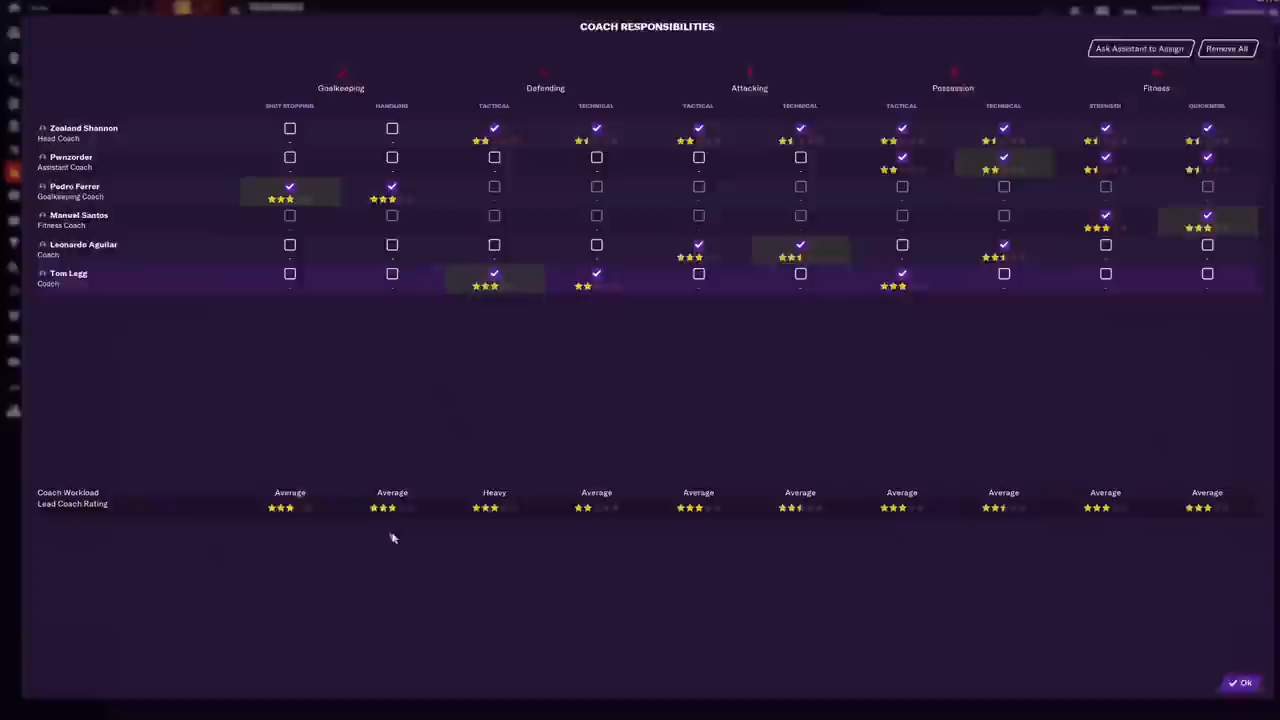 COACH RESPONSIBILITIES
Ask Assistant to Assign
Remove All
Goalkeeping
Defending
Attacking
Possession
Fitness
SHOT STOPPING
HANDLING
TACTICAL
TECHNICAL
TACTICAL
TECHNICAL
TACTICAL
TECHNICAL
STRENGTH
QUICKNESS
Zealand Shannon
Head Coach
Pwnzorder
Assistant Coach
Pedro Ferrer
Goalkeeping Coach
Manuel Santos
Fitness Coach
Leonardo Aguilar
Coach
Tom Legg
Coach
Coach Workload
Average
Average
Heavy
Average
Average
Average
Average
Average
Average
Average
Lead Coach Rating
Ok